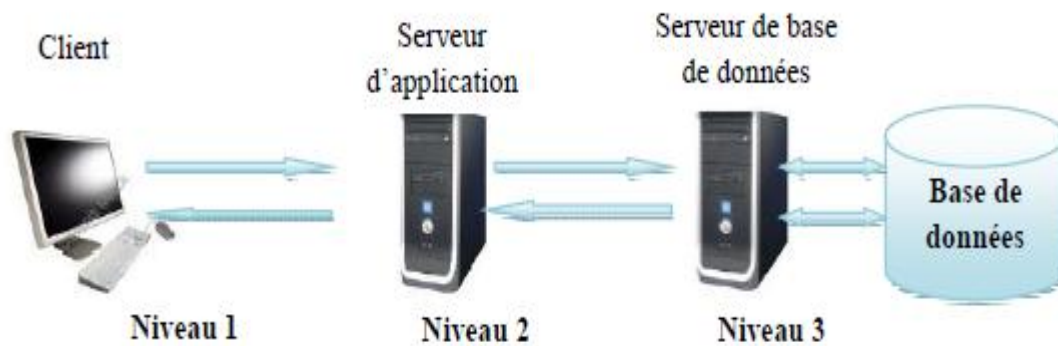 Client
Serveur
d'application
Serveur de base
de données
Base de
données
Niveau 1
Niveau 2
Niveau 3